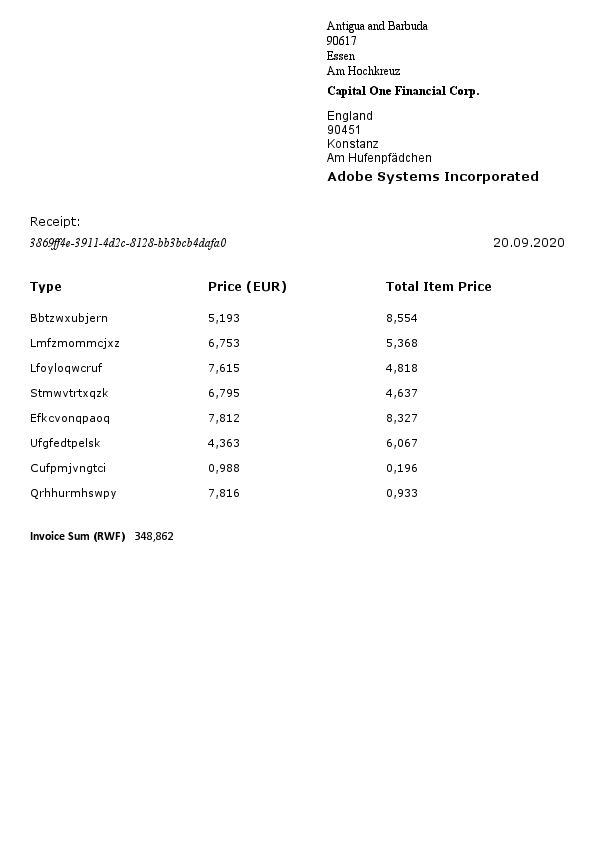 Antigua and Barbuda
90617
Essen
Am Hochkreuz
Capital One Financial Corp.
England
90451
Konstanz
Am Hufenpfädchen
Adobe Systems Incorporated
Receipt:
3869ff4e-3911-4d2c-8128-bb3bcb4dafa0 20.09.2020
Type Price (EUR) Total Item Price
Bbtzwxubjern 5,193 8,554
Lmfzmommcjxz 6,753 5,368
Lfoyloqwcruf 7,615 4,818
Stmwvtrtxqzk 6,795 4,637
Efkcvonqpaoq 7,812 8,327
Ufgfedtpelsk 4,363 6,067
Cufpmjvngtci 0,988 0,196
Qrhhurmhswpy 7,816 0,933
Invoice Sum (RWF) 348,862